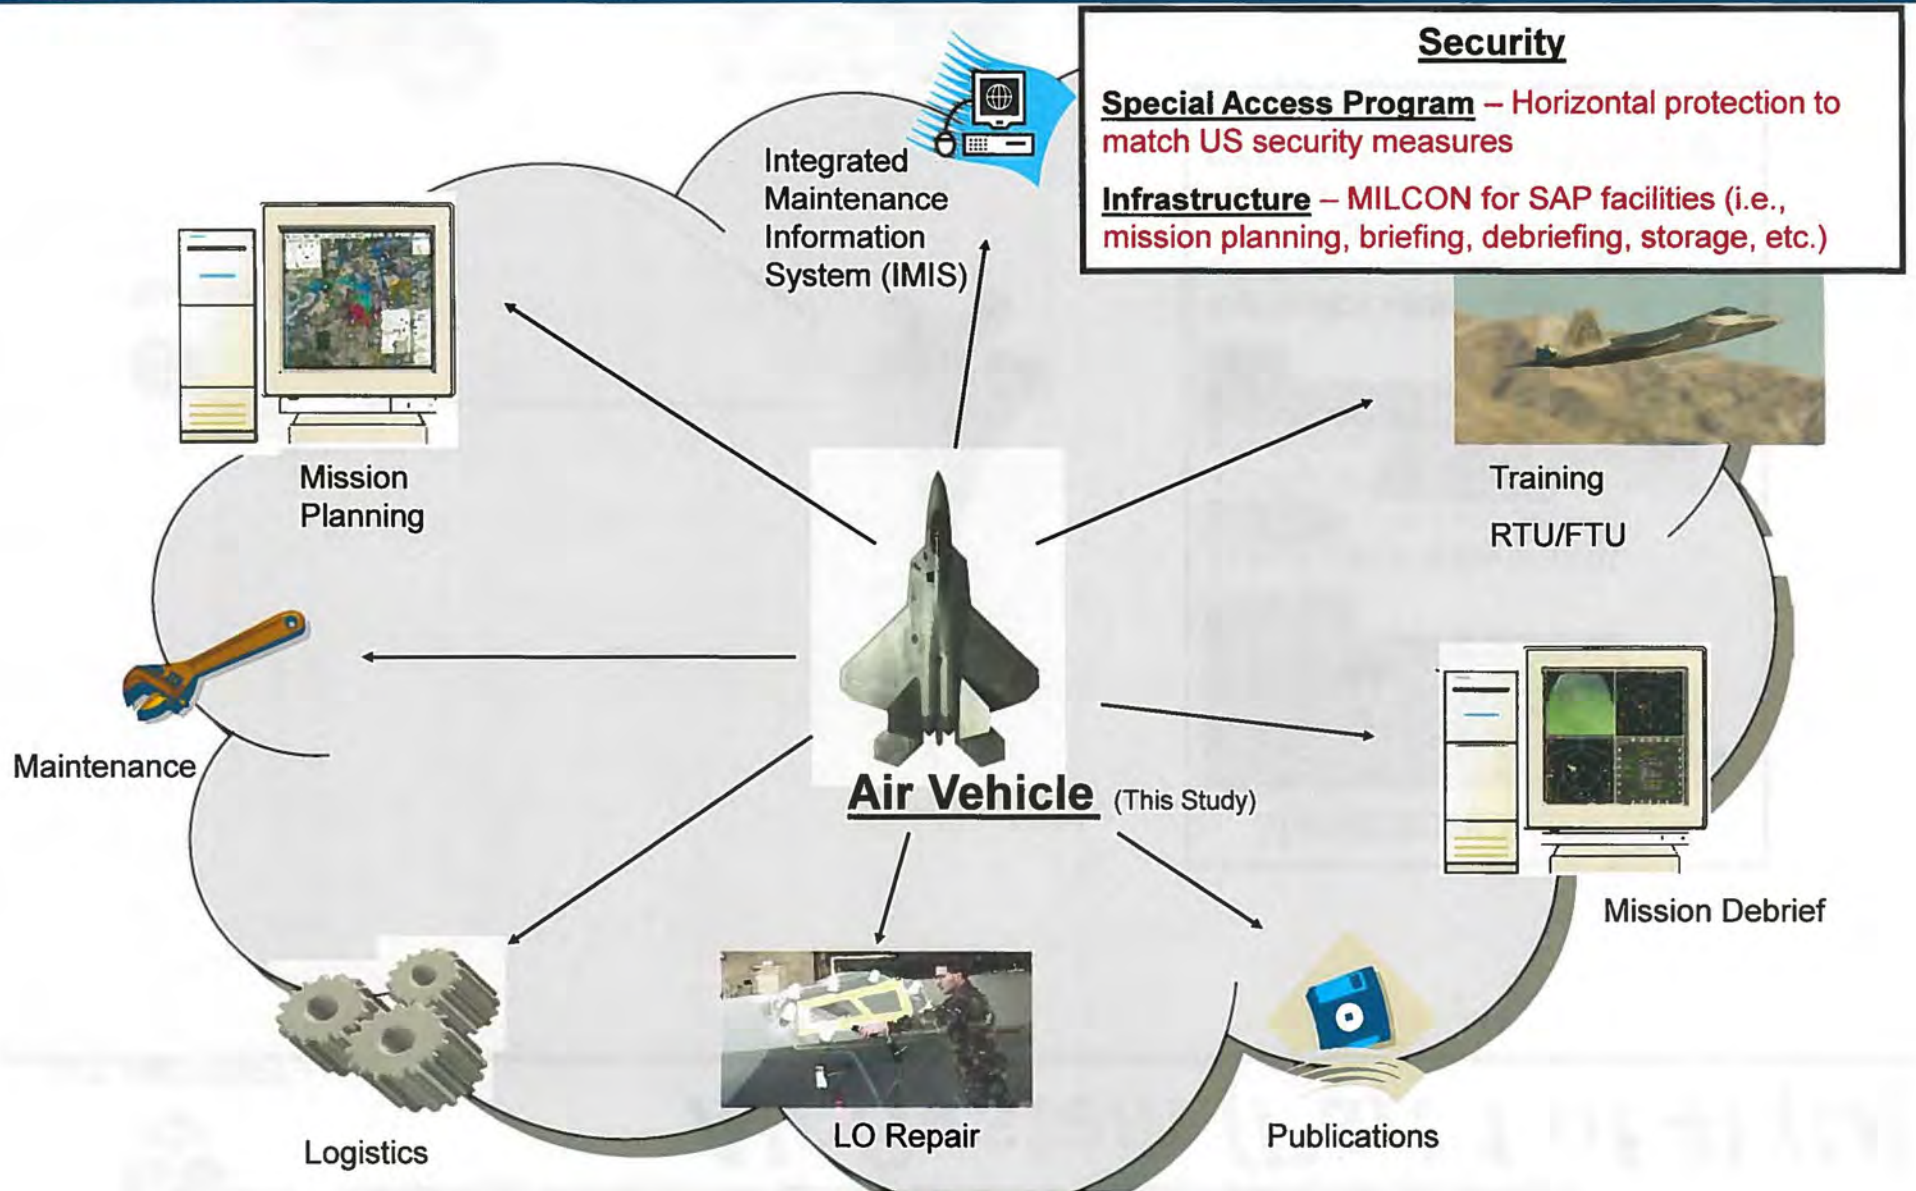 Security
Special Access Program – Horizontal protection to
match US security measures
Infrastructure – MILCON for SAP facilities (i.e.,
mission planning, briefing, debriefing, storage, etc.)
Integrated
Maintenance
Information
System (IMIS)
Mission
Planning
Training
RTU/FTU
Maintenance
Air Vehicle (This Study)
Mission Debrief
Logistics
LO Repair
Publications